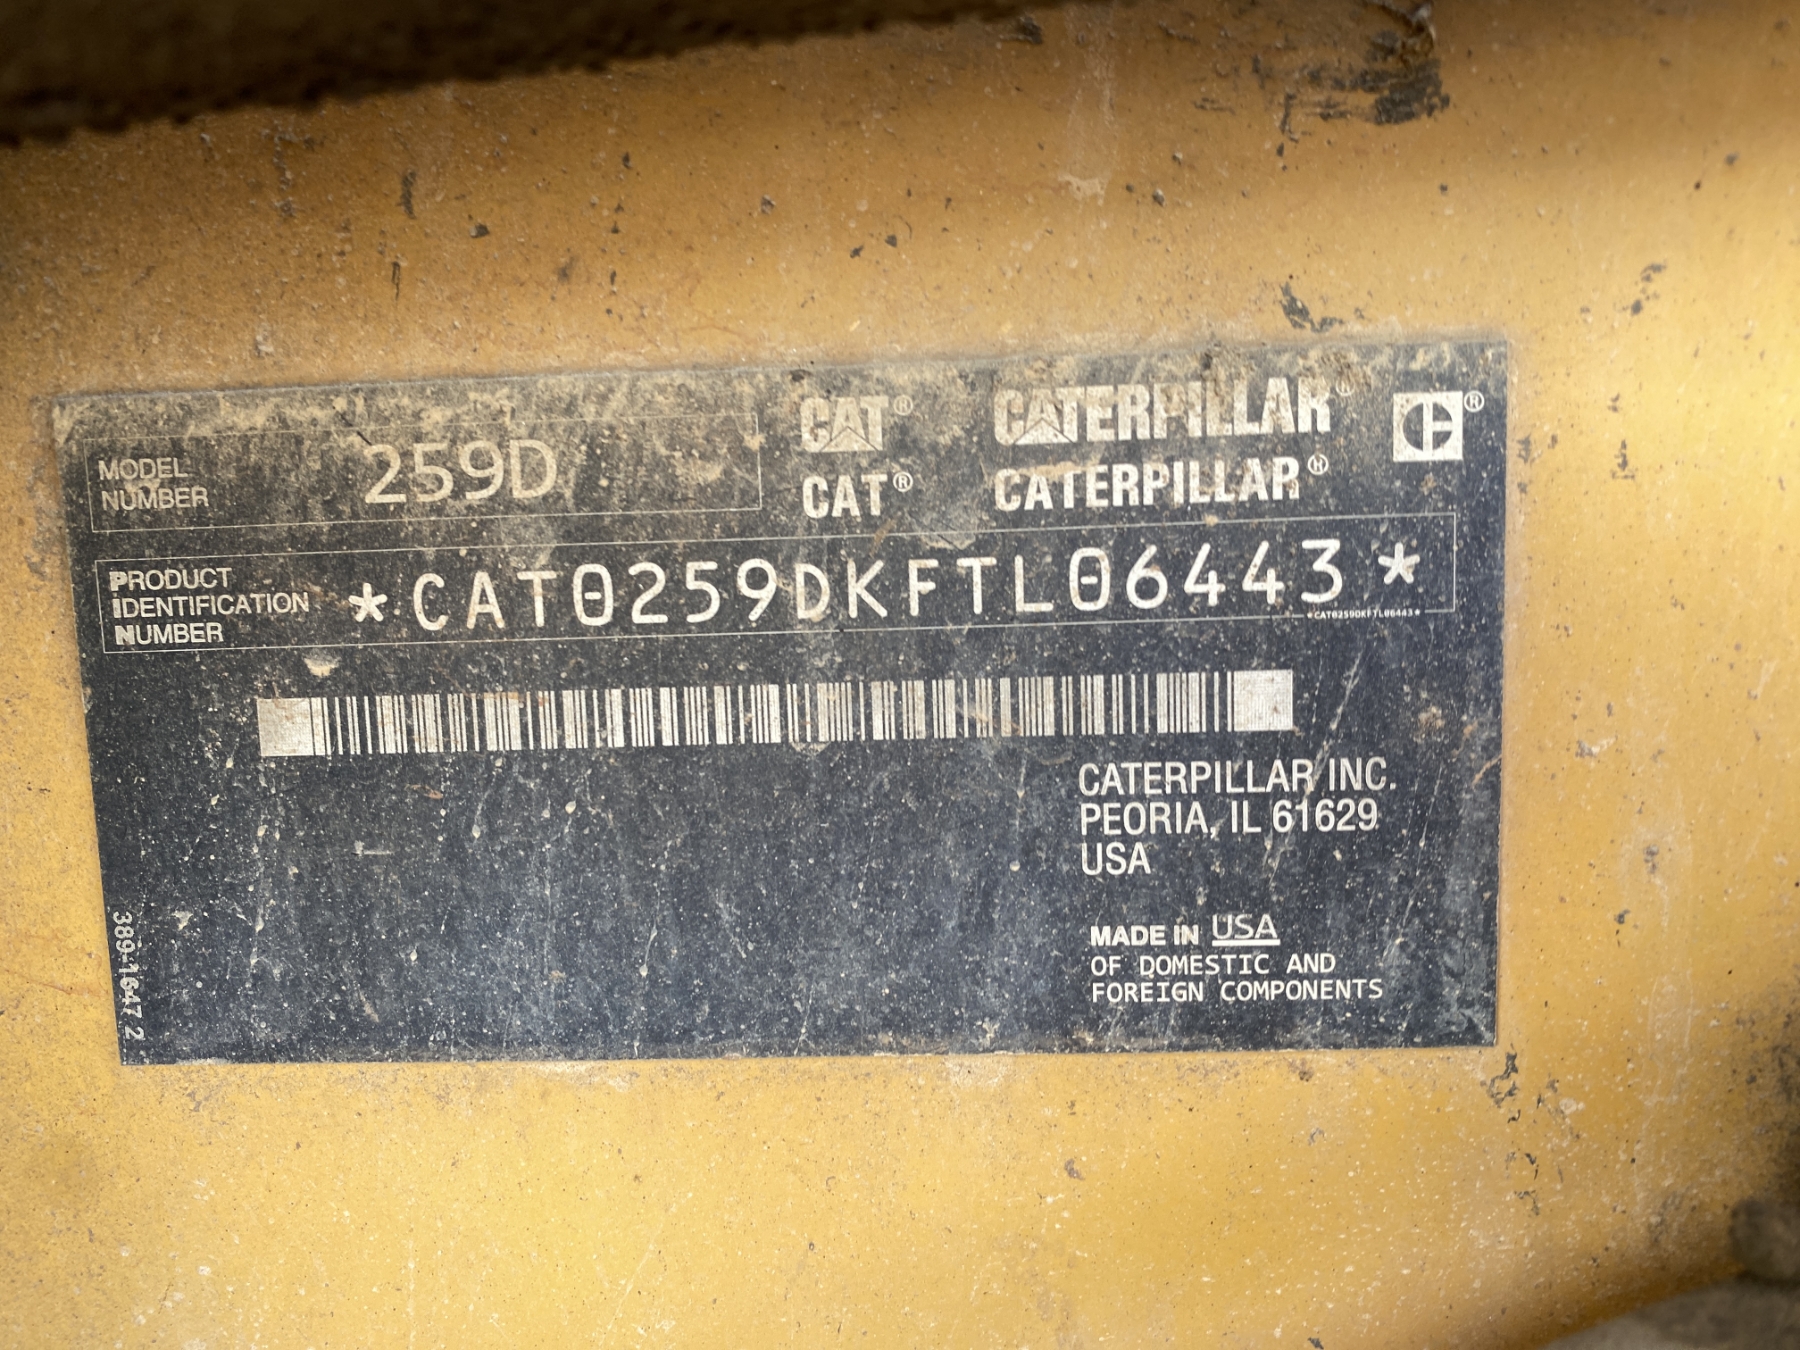 MODEL
NUMBER
259D
CAT® CATERPILLAR® ®
CAT® CATERPILLAR®
PRODUCT
IDENTIFICATION
NUMBER
*CAT0259DKFTL06443*
*CAT0259DKFTL06443*
CATERPILLAR INC.
PEORIA, IL 61629
USA
MADE IN USA
OF DOMESTIC AND
FOREIGN COMPONENTS
389-1647 2